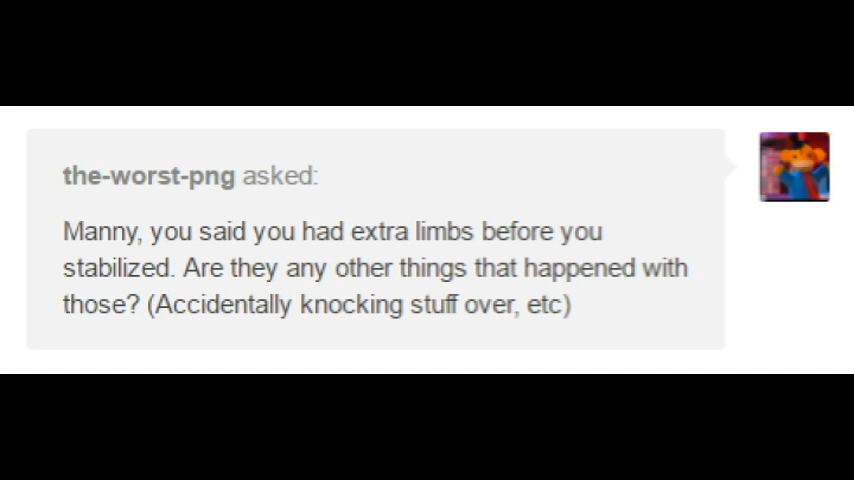 the-worst-png asked:
Manny, you said you had extra limbs before you
stabilized. Are they any other things that happened with
those? (Accidentally knocking stuff over, etc)